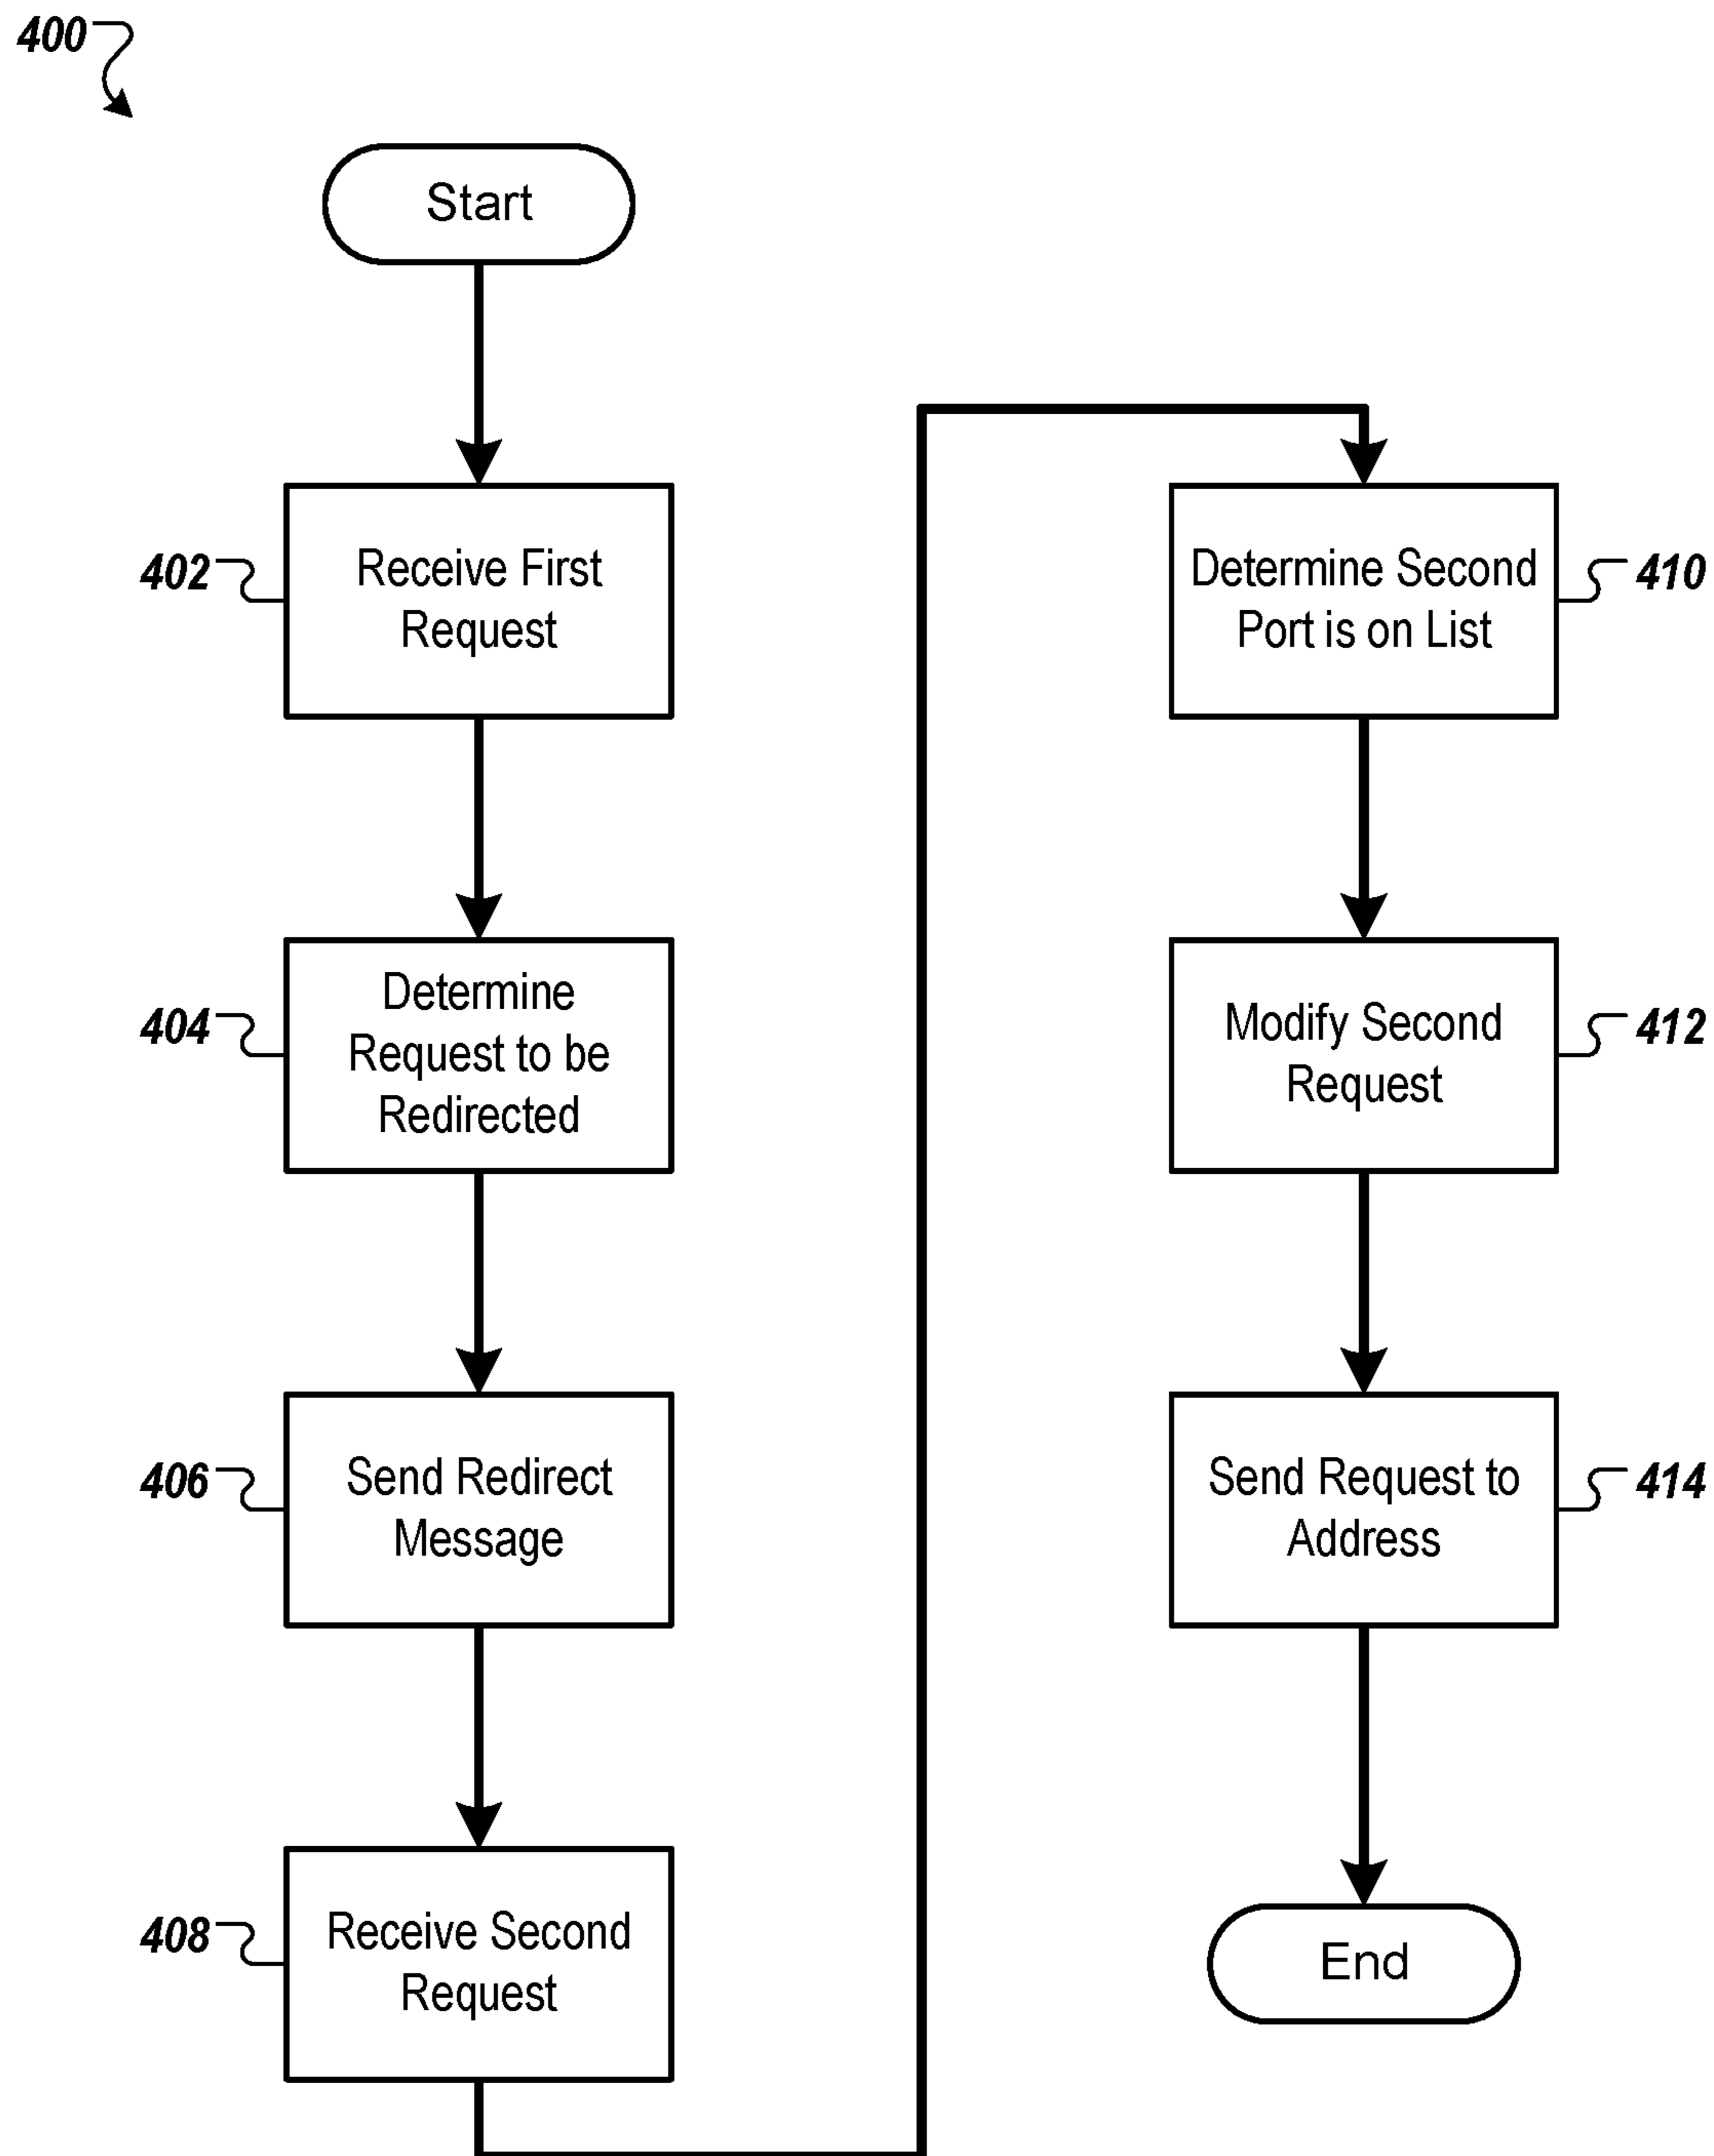 400
Start
402
Receive First
Request
404
Determine
Request to be
Redirected
406
Send Redirect
Message
408
Receive Second
Request
Determine Second
Port is on List
410
Modify Second
Request
412
Send Request to
Address
414
End